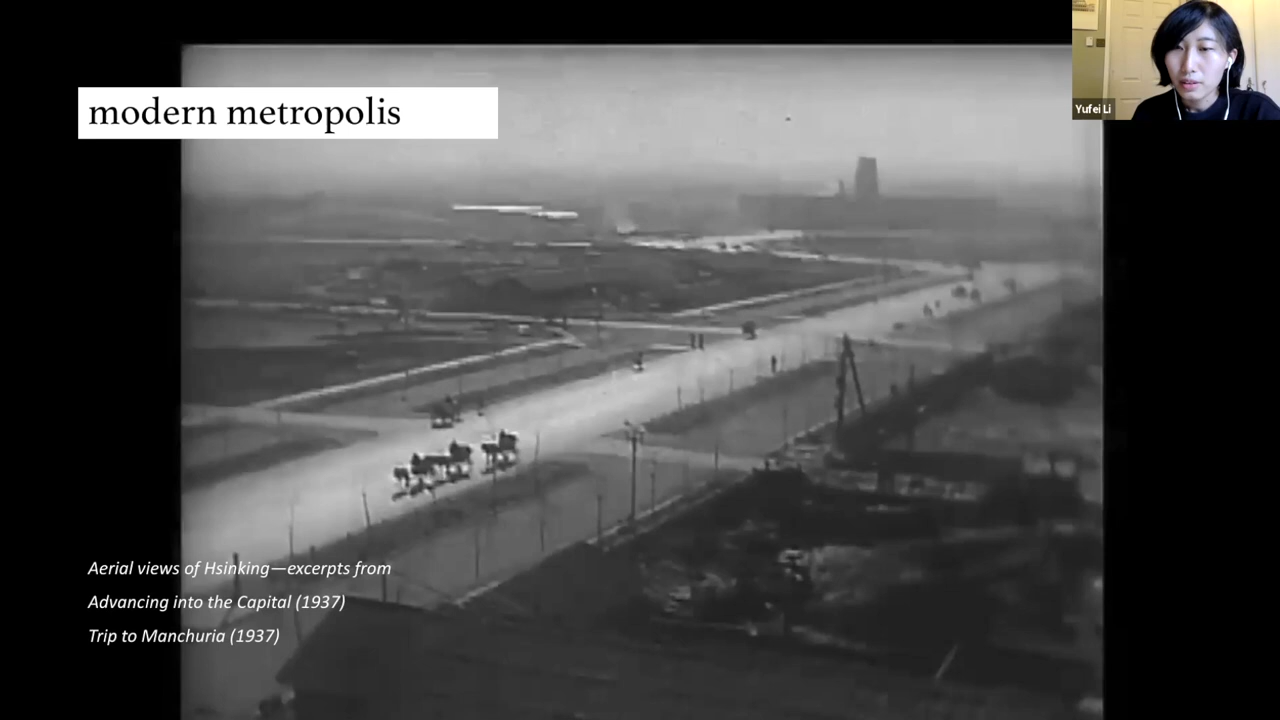 modern metropolis
Yufei Li
Aerial views of Hsinking—excerpts from
Advancing into the Capital (1937)
Trip to Manchuria (1937)